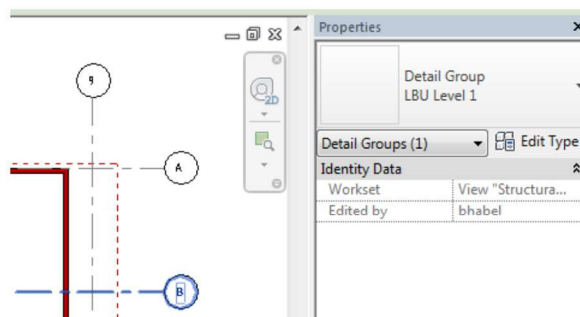 Properties
9
2D
Detail Group
LBU Level 1
Detail Groups (1)
Edit Type
A
Identity Data
Workset
View "Structura...
Edited by
bhabel
B